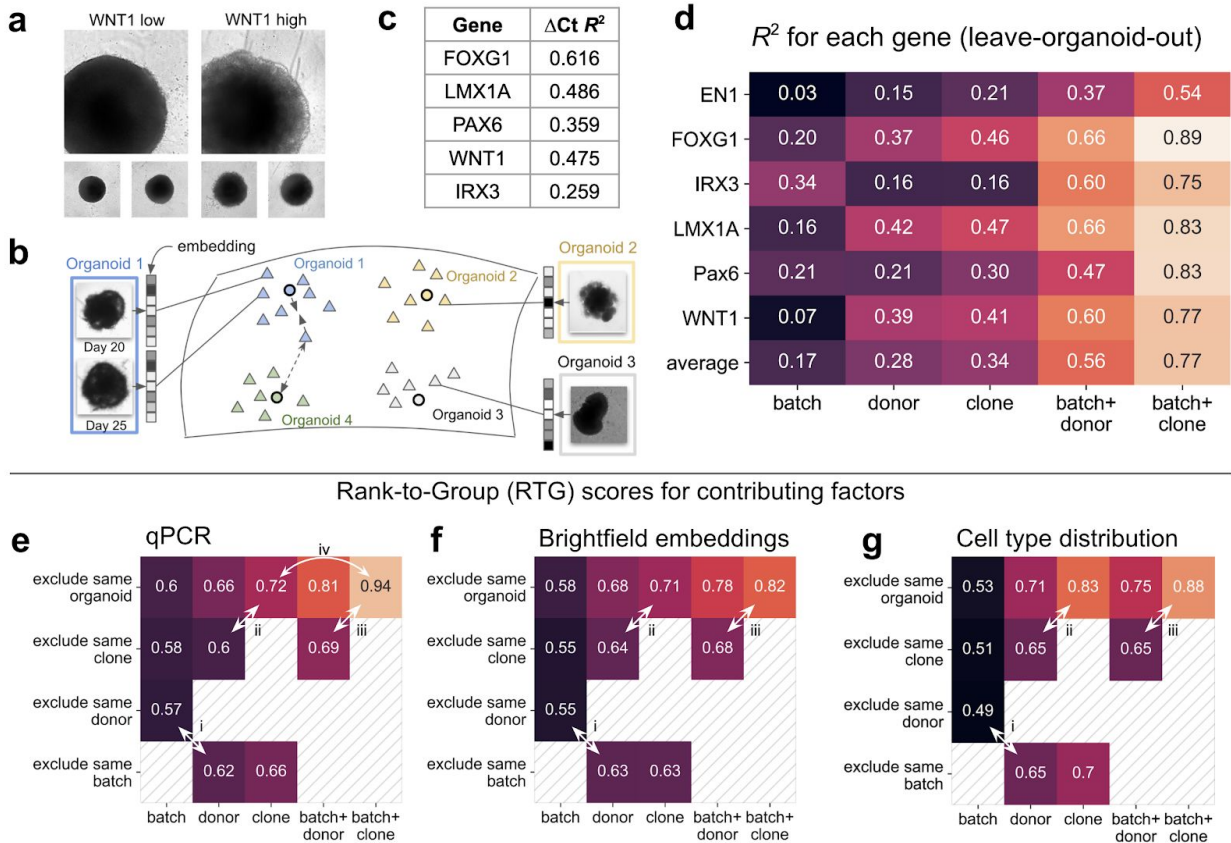 a
WNT1 low
WNT1 high
b
embedding
Organoid 1
Day 20
Day 25
Organoid 1
Organoid 2
Organoid 4
Organoid 3
Organoid 2
Organoid 3
c
Gene ΔCt R²
FOXG1 0.616
LMX1A 0.486
PAX6 0.359
WNT1 0.475
IRX3 0.259
d
R² for each gene (leave-organoid-out)
EN1 0.03 0.15 0.21 0.37 0.54
FOXG1 0.20 0.37 0.46 0.66 0.89
IRX3 0.34 0.16 0.16 0.60 0.75
LMX1A 0.16 0.42 0.47 0.66 0.83
Pax6 0.21 0.21 0.30 0.47 0.83
WNT1 0.07 0.39 0.41 0.60 0.77
average 0.17 0.28 0.34 0.56 0.77
batch donor clone batch+ batch+
donor clone
Rank-to-Group (RTG) scores for contributing factors
e
qPCR
iv
exclude same
organoid
0.6 0.66 0.72 0.81 0.94
ii iii
exclude same
clone
0.58 0.6 0.69
exclude same
donor
0.57
i
exclude same
batch
0.62 0.66
batch donor clone batch+ batch+
donor clone
f
Brightfield embeddings
exclude same
organoid
0.58 0.68 0.71 0.78 0.82
ii iii
exclude same
clone
0.55 0.64 0.68
exclude same
donor
0.55
i
exclude same
batch
0.63 0.63
batch donor clone batch+ batch+
donor clone
g
Cell type distribution
exclude same
organoid
0.53 0.71 0.83 0.75 0.88
ii iii
exclude same
clone
0.51 0.65 0.65
exclude same
donor
0.49
i
exclude same
batch
0.65 0.7
batch donor clone batch+ batch+
donor clone